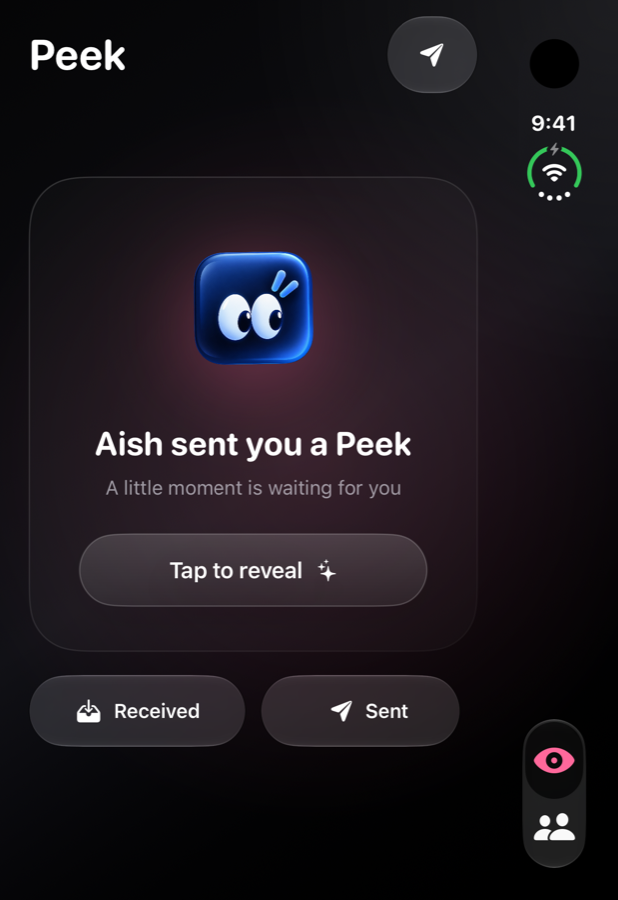 Peek
9:41
Aish sent you a Peek
A little moment is waiting for you
Tap to reveal
Received
Sent